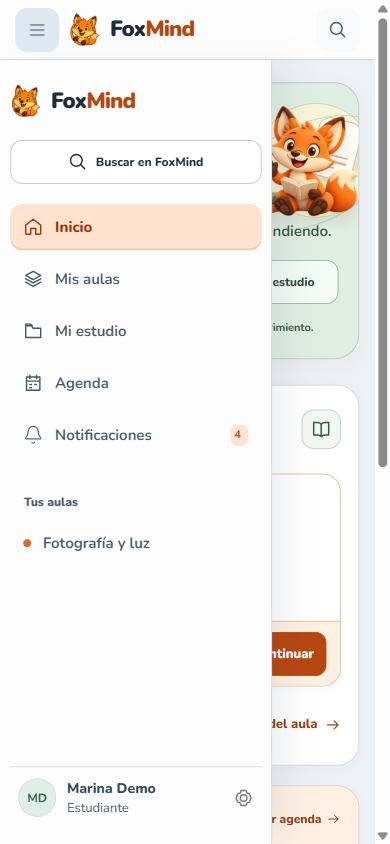 FoxMind
FoxMind
Buscar en FoxMind
Inicio
Mis aulas
Mi estudio
Agenda
Notificaciones 4
Tus aulas
Fotografía y luz
MD
Marina Demo
Estudiante
ndiendo.
estudio
rimiento.
ntinuar
del aula
r agenda